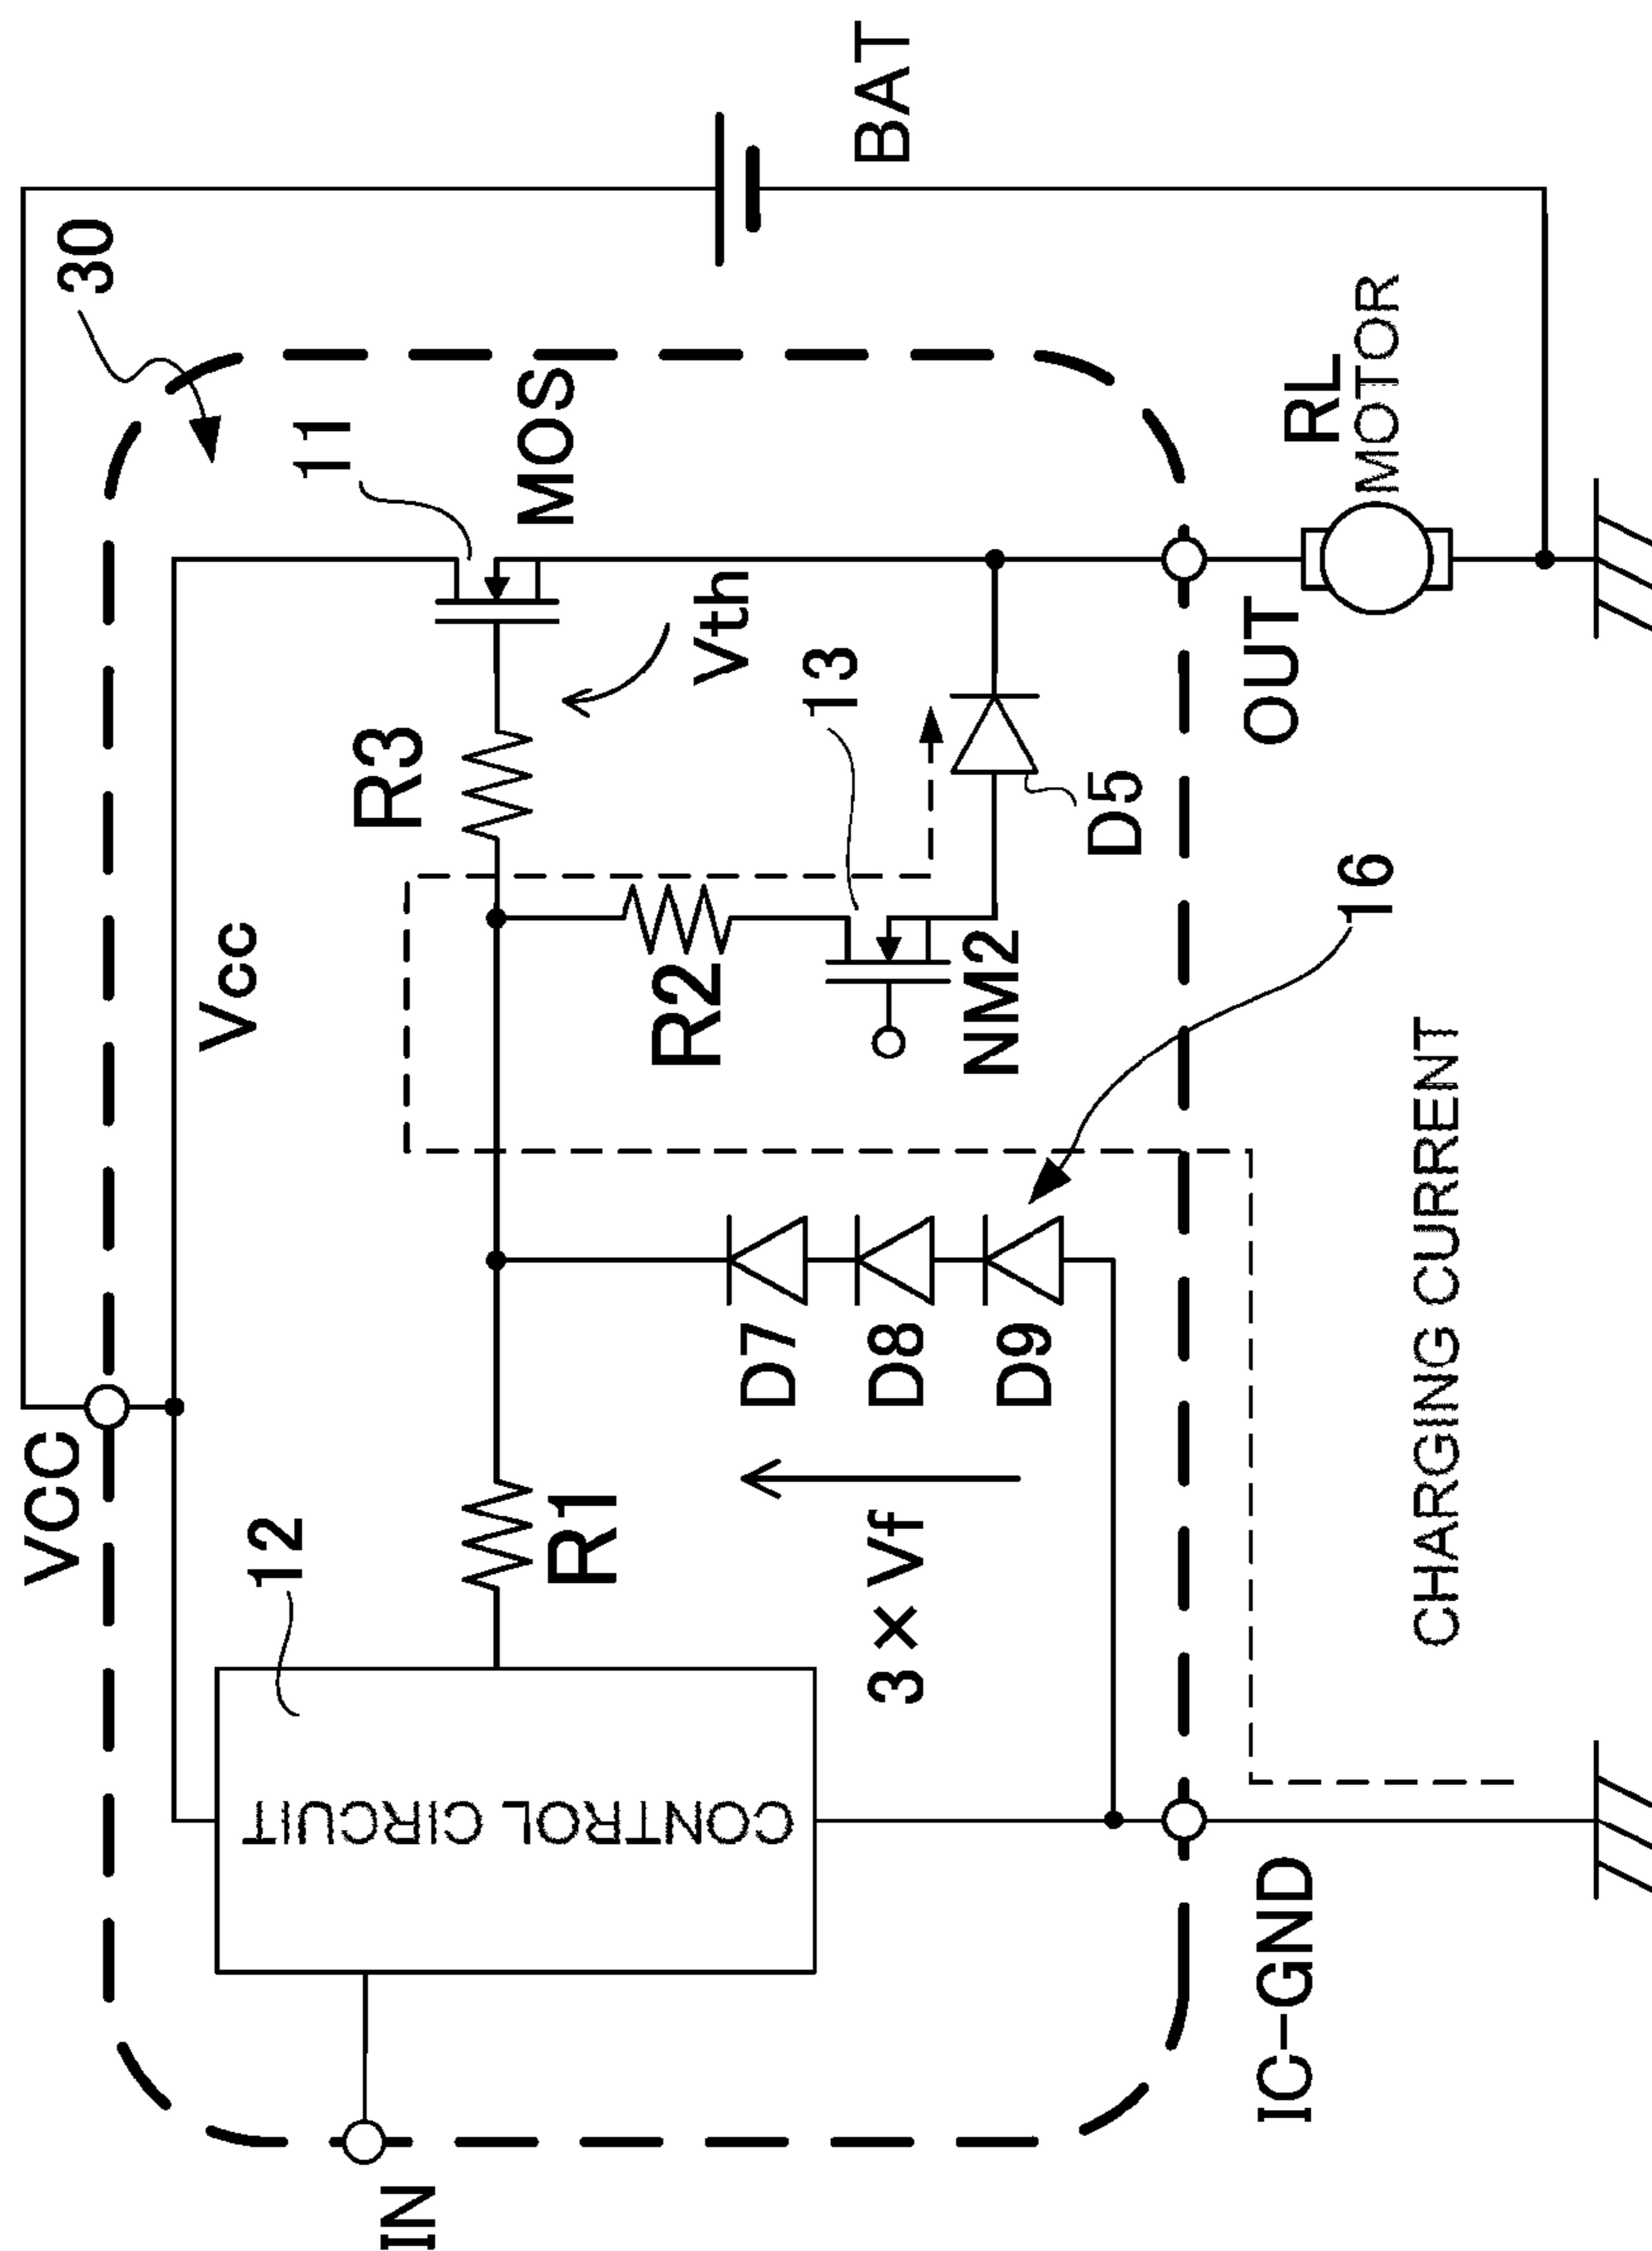 30
VCC
Vcc
11
MOS
BAT
12
R1
R3
Vth
CONTROL CIRCUIT
R2
13
NM2
D5
D7
D8
D9
3×Vf
16
IN
IC-GND
OUT
RL
MOTOR
CHARGING CURRENT